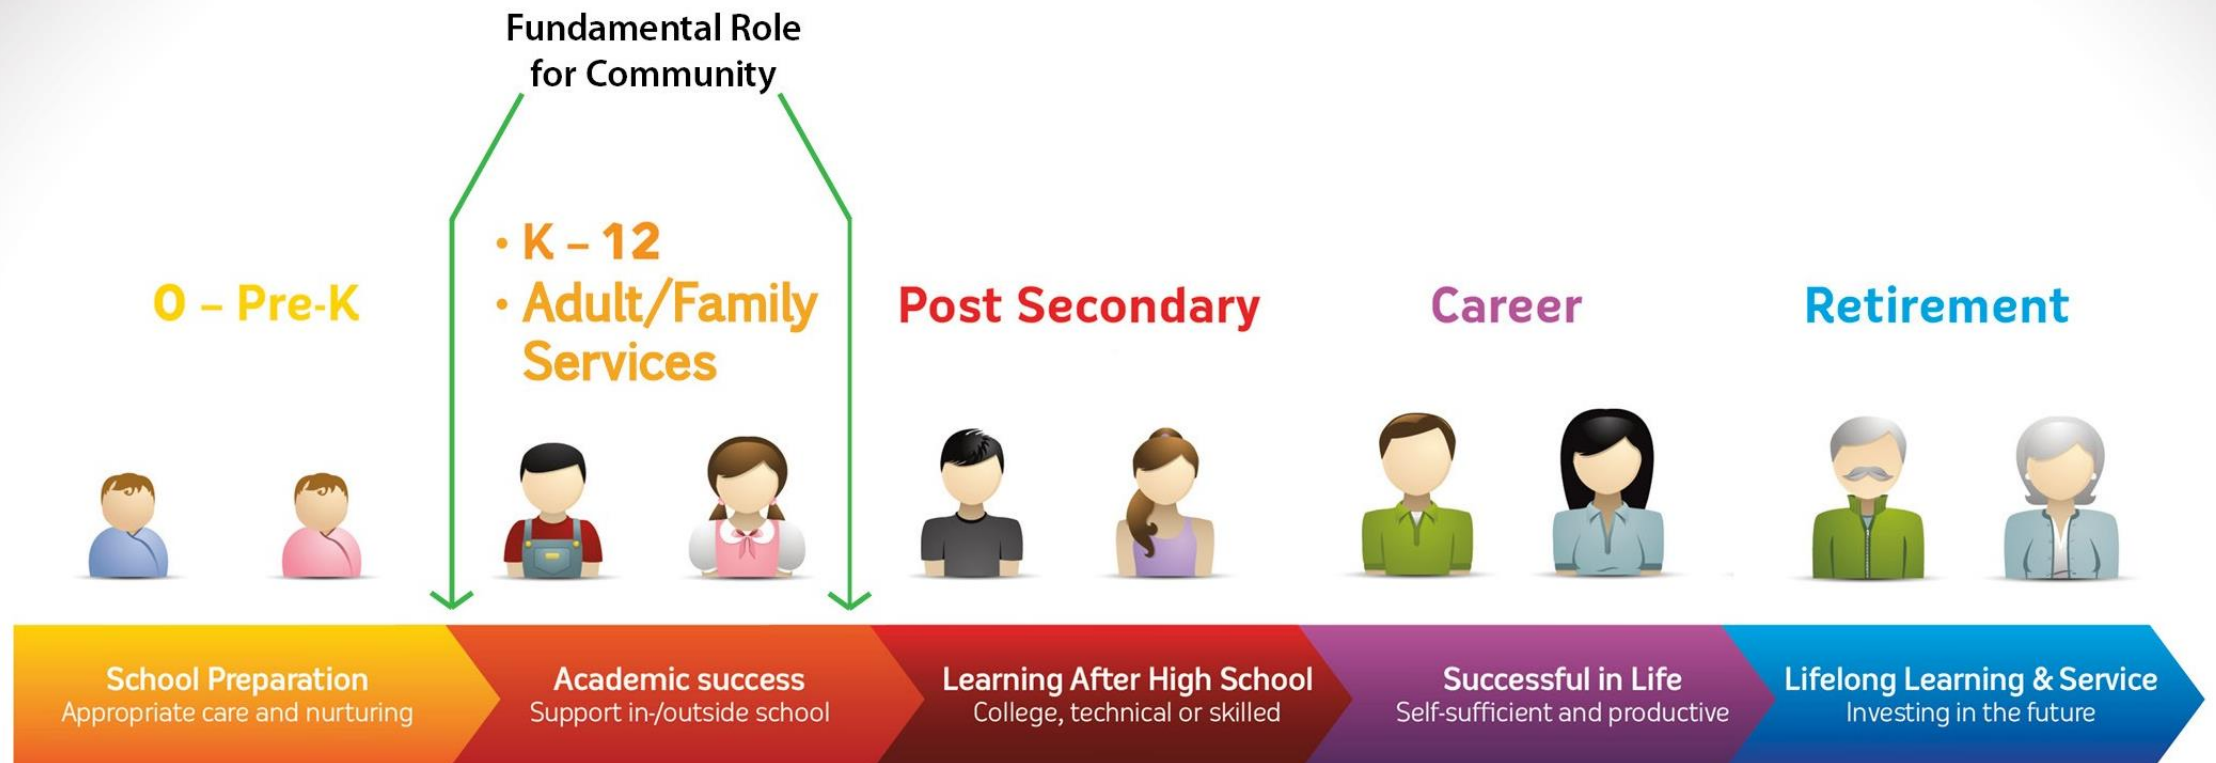 Fundamental Role
for Community
0 – Pre-K
• K – 12
• Adult/Family
Services
Post Secondary
Career
Retirement
School Preparation
Appropriate care and nurturing
Academic success
Support in-/outside school
Learning After High School
College, technical or skilled
Successful in Life
Self-sufficient and productive
Lifelong Learning & Service
Investing in the future